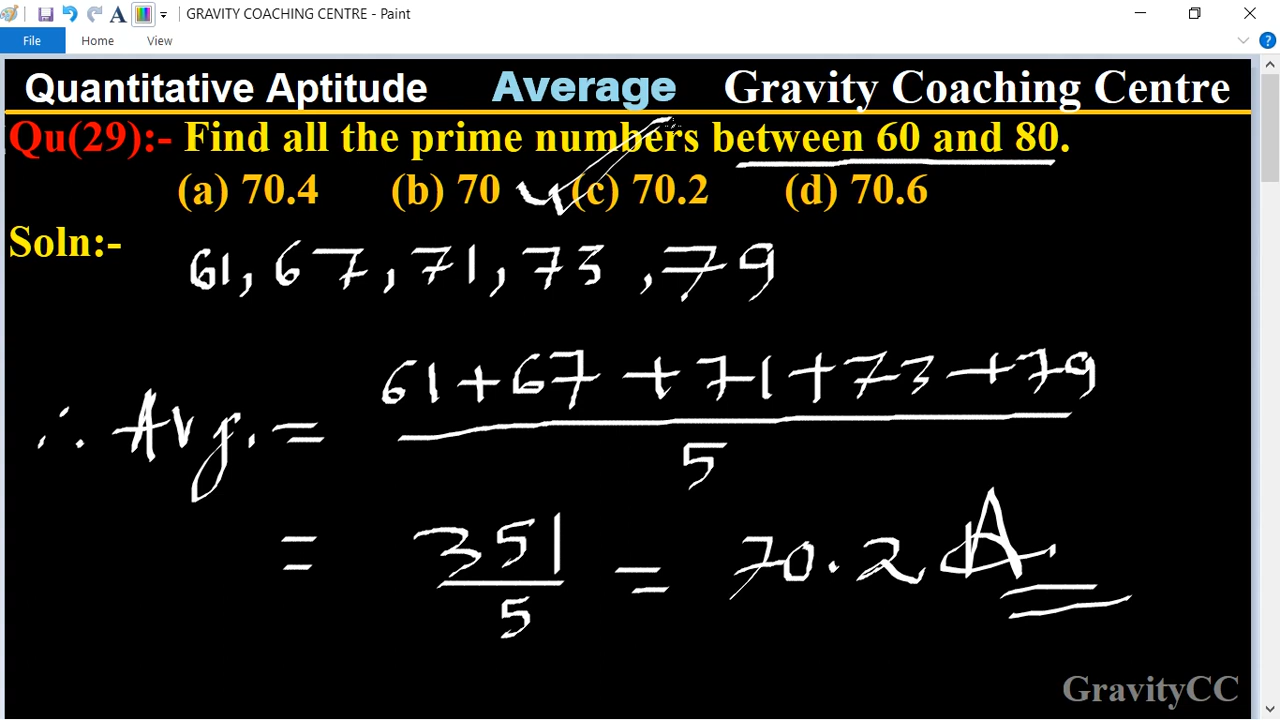 GRAVITY COACHING CENTRE - Paint
File Home View
Quantitative Aptitude Average Gravity Coaching Centre
Qu(29):- Find all the prime numbers between 60 and 80.
(a) 70.4 (b) 70 (c) 70.2 (d) 70.6
Soln:-
61, 67, 71, 73, 79
∴ Avg. = 61+67+71+73+79
5
= 351
5
= 70.2 A.
GravityCC